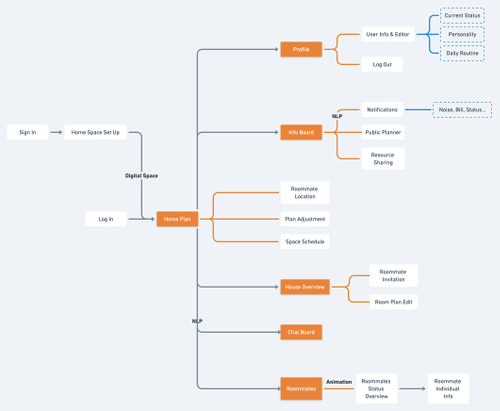 Current Status
Profile
User Info & Editor
Personality
Daily Routine
Log Out
Notifications
Noise, Bill, Status...
NLP
Sign In
Home Space Set Up
Info Board
Public Planner
Resource
Sharing
Digital Space
Roommate
Location
Log In
Home Plan
Plan Adjustment
Space Schedule
Roommate
Invitation
House Overview
Room Plan Edit
NLP
Chat Board
Roommates
Animation
Roommates
Status
Overview
Roommate
Individual
Info